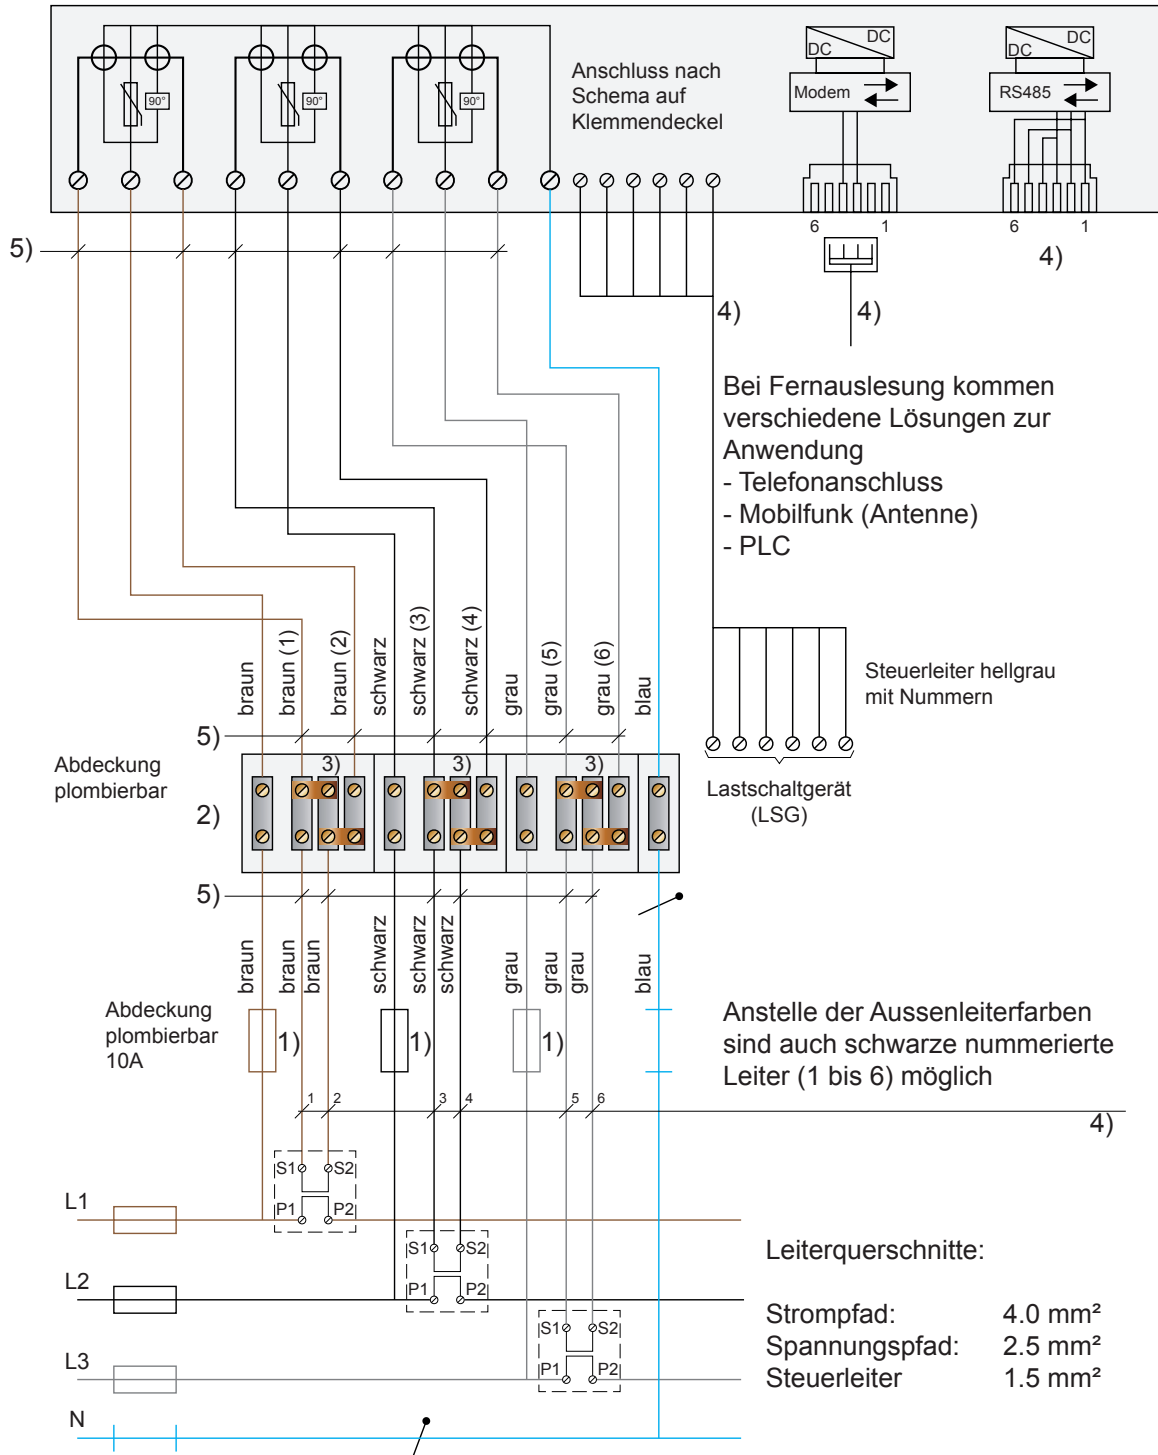 DC DC
DC DC
90° 90° 90°
Anschluss nach
Schema auf
Klemmendeckel
Modem
RS485
6 1
6 1
5)
4)
4)
4)
Bei Fernauslesung kommen
verschiedene Lösungen zur
Anwendung
- Telefonanschluss
- Mobilfunk (Antenne)
- PLC
braun
braun (1)
braun (2)
schwarz
schwarz (3)
schwarz (4)
grau
grau (5)
grau (6)
blau
Steuerleiter hellgrau
mit Nummern
5)
Abdeckung
plombierbar
3) 3) 3)
2)
Lastschaltgerät
(LSG)
5)
braun
braun
braun
schwarz
schwarz
schwarz
grau
grau
grau
blau
Abdeckung
plombierbar
10A
1) 1) 1)
Anstelle der Aussenleiterfarben
sind auch schwarze nummerierte
Leiter (1 bis 6) möglich
1 2 3 4 5 6
4)
S1 S2
P1 P2
L1
S1 S2
P1 P2
L2
S1 S2
P1 P2
L3
N
Leiterquerschnitte:
Strompfad: 4.0 mm²
Spannungspfad: 2.5 mm²
Steuerleiter 1.5 mm²